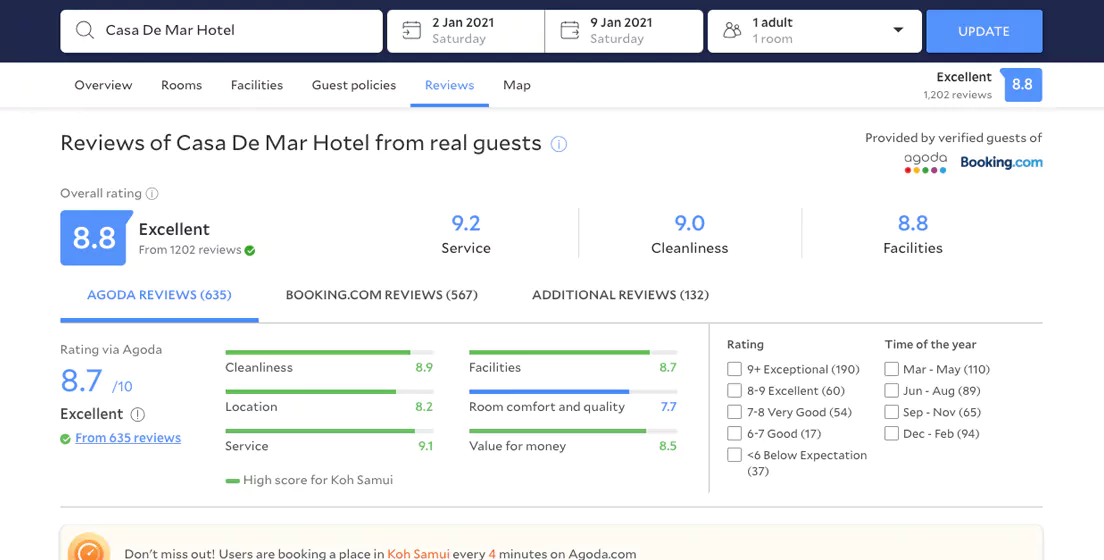 Casa De Mar Hotel
2 Jan 2021
Saturday
9 Jan 2021
Saturday
1 adult
1 room
UPDATE
Overview Rooms Facilities Guest policies Reviews Map
Excellent
1,202 reviews
8.8
Reviews of Casa De Mar Hotel from real guests
Provided by verified guests of
agoda Booking.com
Overall rating
8.8
Excellent
From 1202 reviews
9.2
Service
9.0
Cleanliness
8.8
Facilities
AGODA REVIEWS (635) BOOKING.COM REVIEWS (567) ADDITIONAL REVIEWS (132)
Rating via Agoda
8.7 /10
Excellent
From 635 reviews
Cleanliness 8.9
Location 8.2
Service 9.1
Facilities 8.7
Room comfort and quality 7.7
Value for money 8.5
High score for Koh Samui
Rating
9+ Exceptional (190)
8-9 Excellent (60)
7-8 Very Good (54)
6-7 Good (17)
<6 Below Expectation
(37)
Time of the year
Mar - May (110)
Jun - Aug (89)
Sep - Nov (65)
Dec - Feb (94)
Don't miss out! Users are booking a place in Koh Samui every 4 minutes on Agoda.com